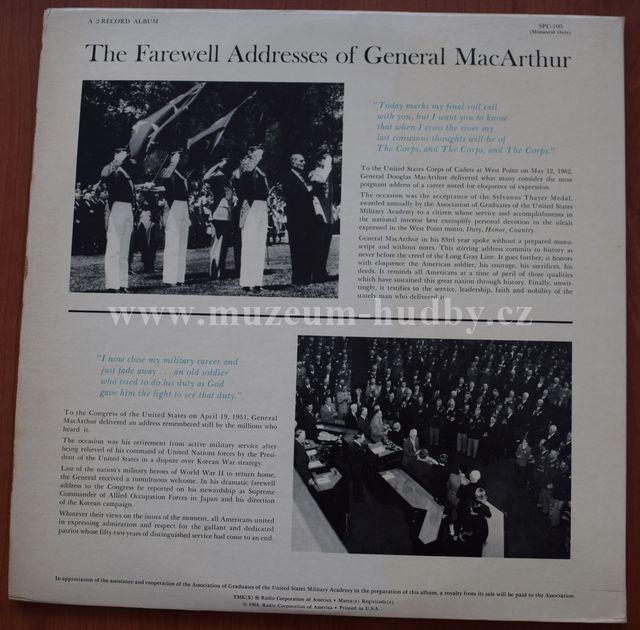 A 2-RECORD ALBUM
SPC-100
(Monaural Only)
The Farewell Addresses of General MacArthur
"Today marks my final roll call
with you, but I want you to know
that when I cross the river my
last conscious thoughts will be of
The Corps, and The Corps, and The Corps."
To the United States Corps of Cadets at West Point on May 12, 1962,
General Douglas MacArthur delivered what many consider the most
poignant address of a career noted for eloquence of expression.
The occasion was the acceptance of the Sylvanus Thayer Medal,
awarded annually by the Association of Graduates of the United States
Military Academy to a citizen whose service and accomplishments in
the national interest best exemplify personal devotion to the ideals
expressed in the West Point motto, Duty, Honor, Country.
General MacArthur in his 83rd year spoke without a prepared manu-
script and without notes. This stirring address commits to history as
never before the creed of the Long Gray Line. It goes further; it honors
with eloquence the American soldier, his courage, his sacrifices, his
deeds. It reminds all Americans at a time of peril of those qualities
which have sustained this great nation through history. Finally, unwit-
tingly, it testifies to the service, leadership, faith and nobility of the
stately man who delivered it.
www.muzeum-hudby.cz
"I now close my military career and
just fade away . . . an old soldier
who tried to do his duty as God
gave him the light to see that duty."
To the Congress of the United States on April 19, 1951, General
MacArthur delivered an address remembered still by the millions who
heard it.
The occasion was his retirement from active military service after
being relieved of his command of United Nations forces by the Presi-
dent of the United States in a dispute over Korean War strategy.
Last of the nation's military heroes of World War II to return home,
the General received a tumultuous welcome. In his dramatic farewell
address to the Congress he reported on his stewardship as Supreme
Commander of Allied Occupation Forces in Japan and his direction
of the Korean campaign.
Whatever their views on the issues of the moment, all Americans united
in expressing admiration and respect for the gallant and dedicated
patriot whose fifty-two years of distinguished service had come to an end.
In appreciation of the assistance and cooperation of the Association of Graduates of the United States Military Academy in the preparation of this album, a royalty from its sale will be paid to the Association.
TMK(S) ® Radio Corporation of America • Marca(s) Registrada(s)
© 1964, Radio Corporation of America • Printed in U.S.A.